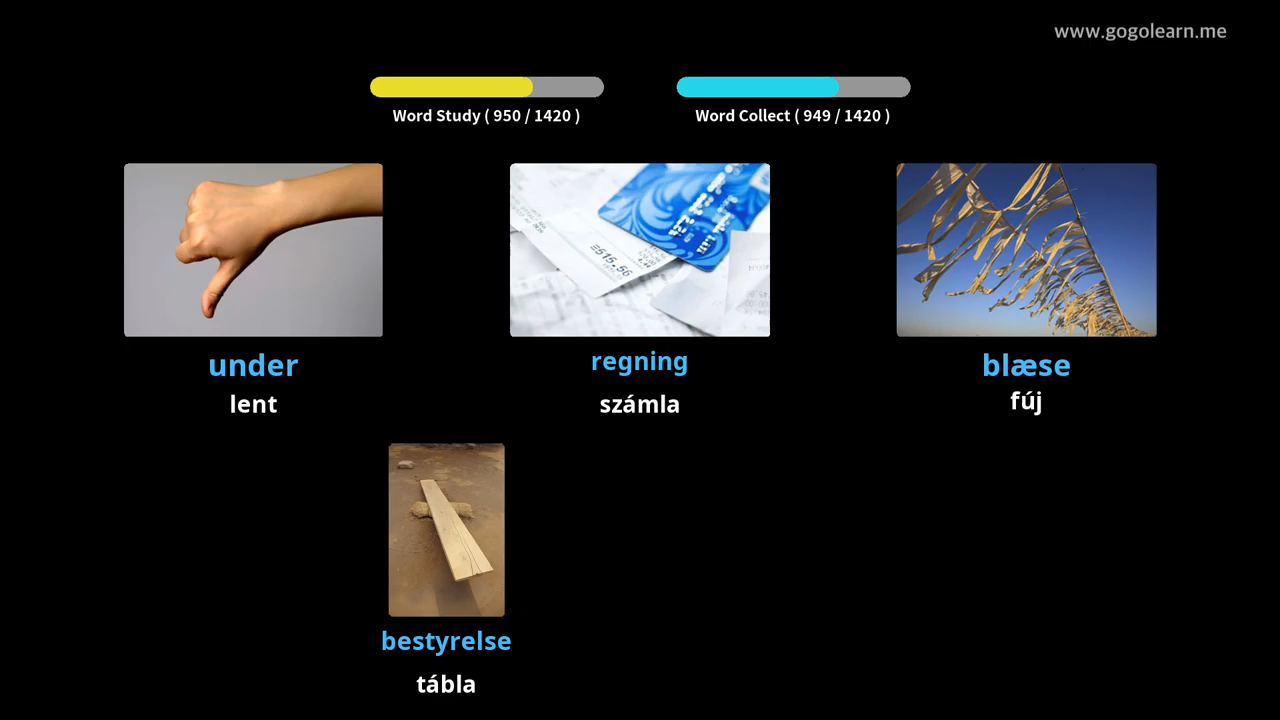 www.gogolearn.me
Word Study ( 950 / 1420 )
Word Collect ( 949 / 1420 )
under
lent
regning
számla
blæse
fúj
bestyrelse
tábla